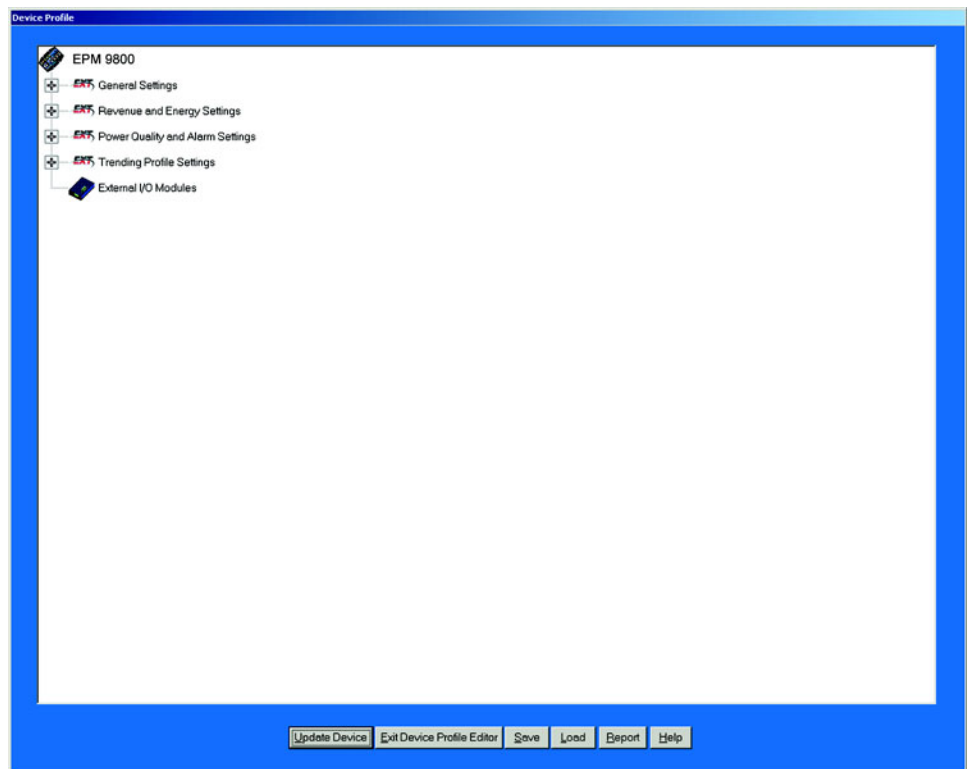 Device Profile
EPM 9800
EXT General Settings
EXT Revenue and Energy Settings
EXT Power Quality and Alarm Settings
EXT Trending Profile Settings
External I/O Modules
Update Device Exit Device Profile Editor Save Load Report Help